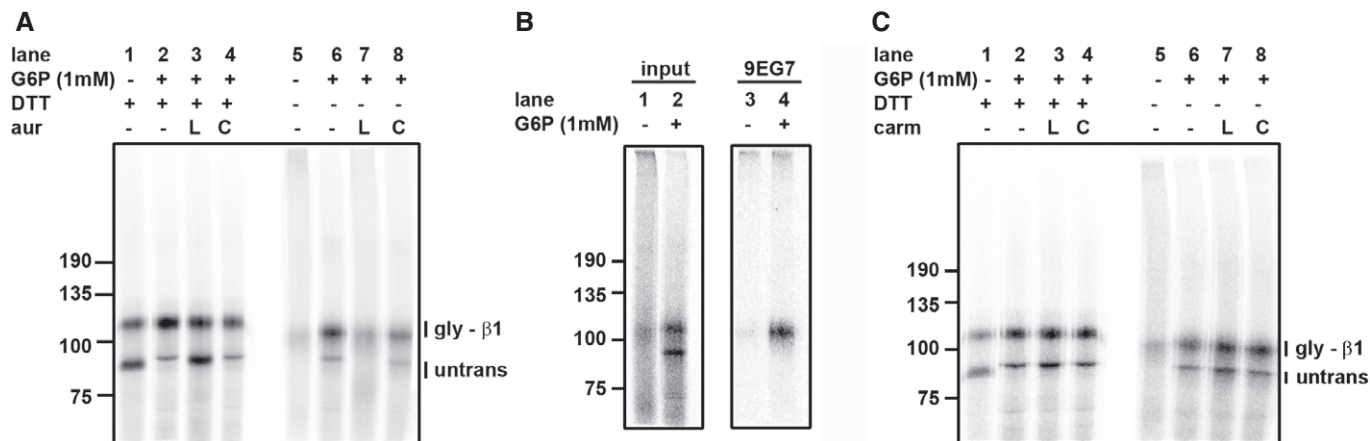 A
lane 1 2 3 4 5 6 7 8
G6P (1mM) - + + + - + + +
DTT + + + + - - - -
aur - - L C - - L C
190
135
100
75
gly - β1
untrans
B
input 9EG7
lane 1 2 3 4
G6P (1mM) - + - +
190
135
100
75
C
lane 1 2 3 4 5 6 7 8
G6P (1mM) - + + + - + + +
DTT + + + + - - - -
carm - - L C - - L C
190
135
100
75
gly - β1
untrans